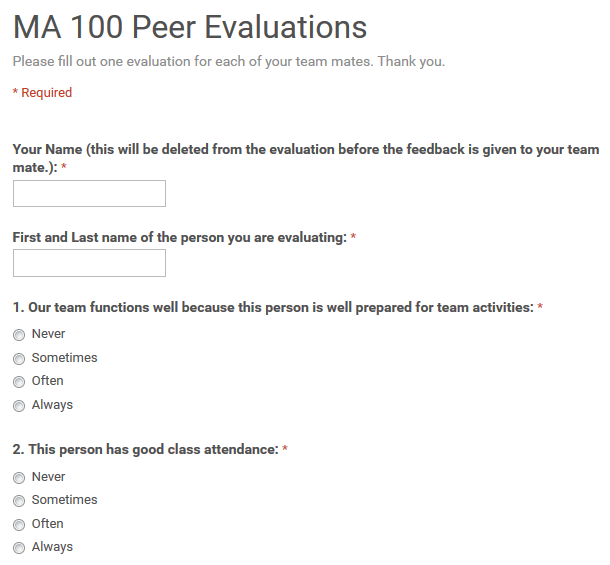 MA 100 Peer Evaluations
Please fill out one evaluation for each of your team mates. Thank you.
* Required
Your Name (this will be deleted from the evaluation before the feedback is given to your team
mate.): *
First and Last name of the person you are evaluating: *
1. Our team functions well because this person is well prepared for team activities: *
Never
Sometimes
Often
Always
2. This person has good class attendance: *
Never
Sometimes
Often
Always